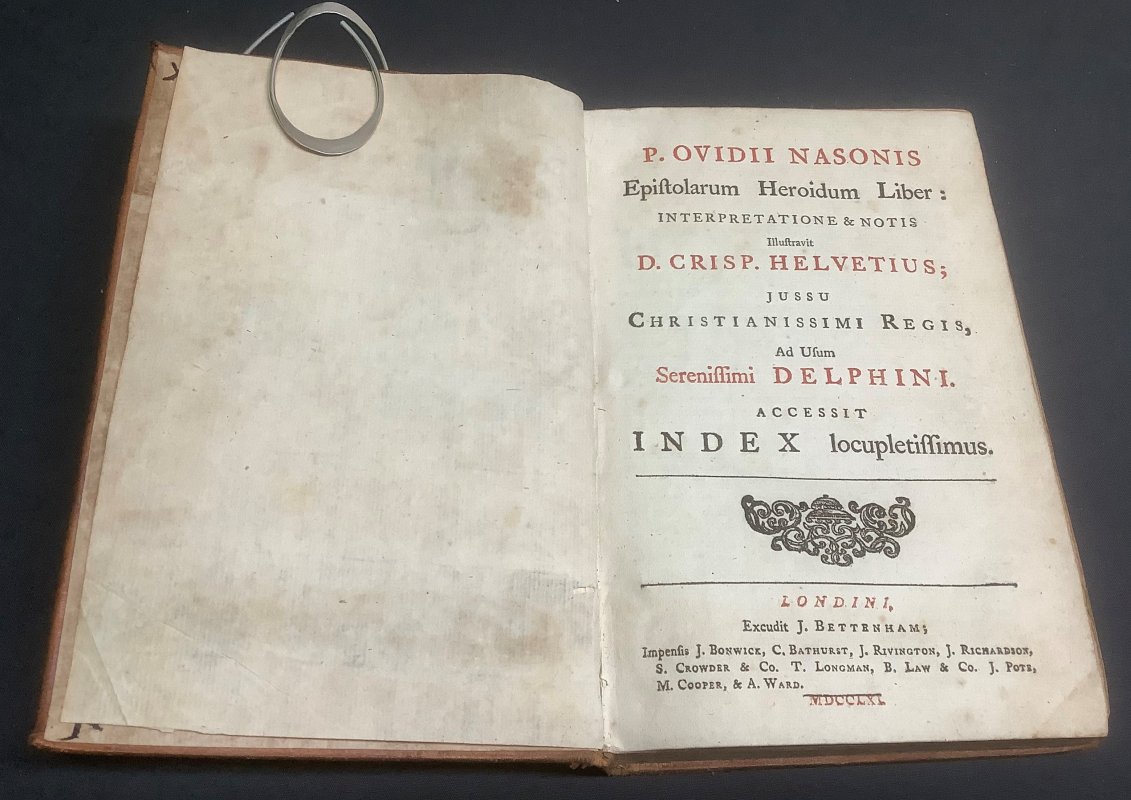 P. OVIDII NASONIS
Epiſtolarum Heroidum Liber:
INTERPRETATIONE & NOTIS
Illuſtravit
D. CRISP. HELVETIUS;
JUSSU
CHRISTIANISSIMI REGIS,
Ad Uſum
Sereniſſimi DELPHINI.
ACCESSIT
INDEX locupletiſſimus.
LONDINI,
Excudit J. BETTENHAM;
Impenſis J. BONWICK, C. BATHURST, J. RIVINGTON, J. RICHARDSON,
S. CROWDER & Co. T. LONGMAN, B. LAW & Co. J. POTE,
M. COOPER, & A. WARD.
MDCCLXI.